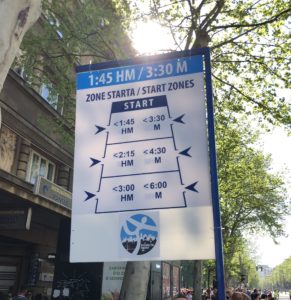 1:45 HM / 3:30 M
ZONE STARTA / START ZONES
START
<1:45 <3:30
HM M
<2:15 <4:30
HM M
<3:00 <6:00
HM M